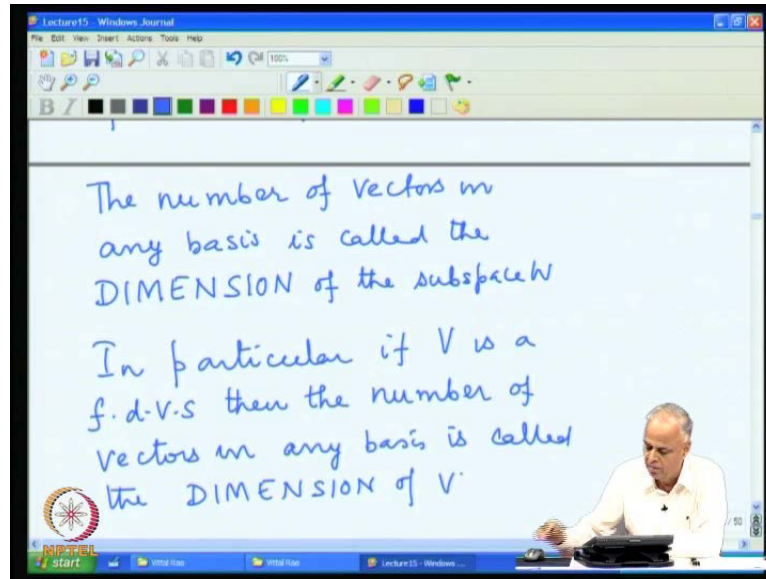 Lecture15 - Windows Journal
File Edit View Insert Actions Tools Help
100%
B I
The number of vectors in
any basis is called the
DIMENSION of the subspace W
In particular if V is a
f.d.V.S then the number of
vectors in any basis is called
the DIMENSION of V
/ 50
NPTEL
start Vittal Rao Vittal Rao Lecture15 - Windows ...